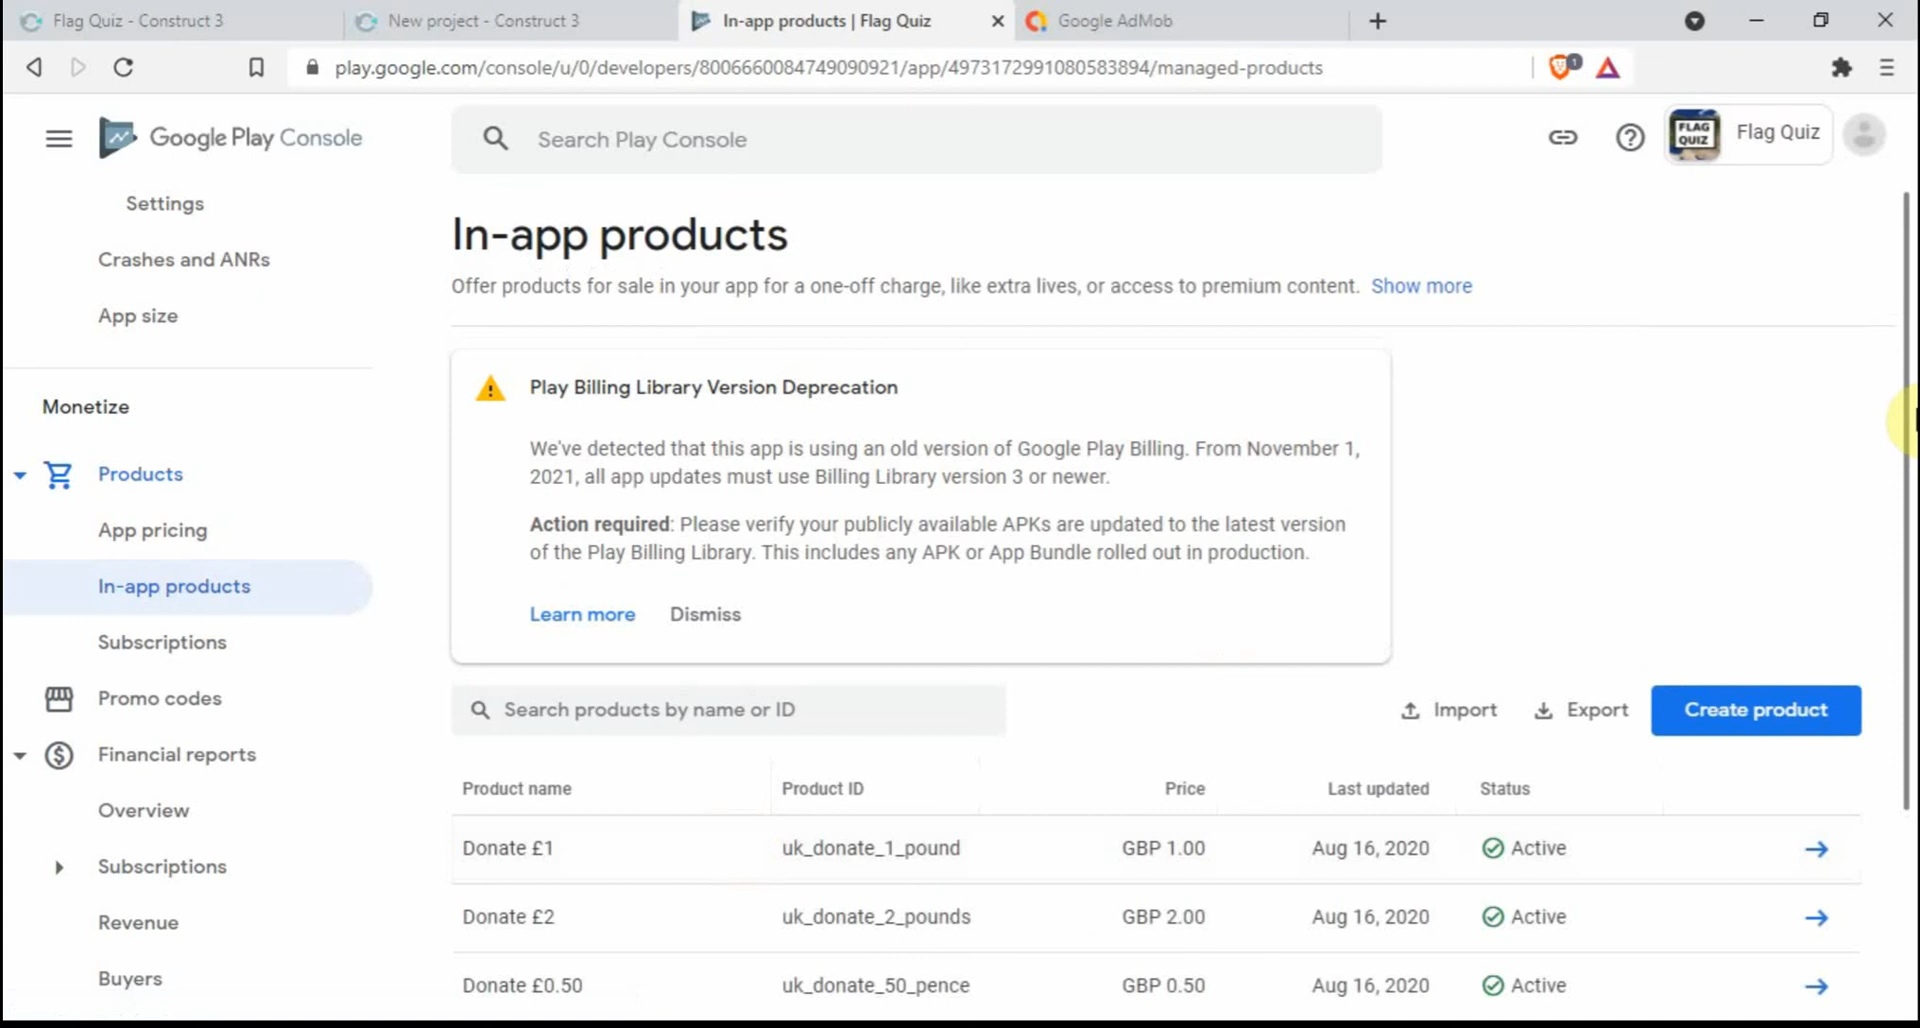 Flag Quiz - Construct 3
New project - Construct 3
In-app products | Flag Quiz
Google AdMob
play.google.com/console/u/0/developers/8006660084749090921/app/4973172991080583894/managed-products
1
Google Play Console
Search Play Console
FLAG
QUIZ
Flag Quiz
Settings
Crashes and ANRs
App size
Monetize
Products
App pricing
In-app products
Subscriptions
Promo codes
Financial reports
Overview
Subscriptions
Revenue
Buyers
In-app products
Offer products for sale in your app for a one-off charge, like extra lives, or access to premium content. Show more
Play Billing Library Version Deprecation
We've detected that this app is using an old version of Google Play Billing. From November 1,
2021, all app updates must use Billing Library version 3 or newer.
Action required: Please verify your publicly available APKs are updated to the latest version
of the Play Billing Library. This includes any APK or App Bundle rolled out in production.
Learn more Dismiss
Search products by name or ID
Import Export Create product
Product name Product ID Price Last updated Status
Donate £1 uk_donate_1_pound GBP 1.00 Aug 16, 2020 Active
Donate £2 uk_donate_2_pounds GBP 2.00 Aug 16, 2020 Active
Donate £0.50 uk_donate_50_pence GBP 0.50 Aug 16, 2020 Active